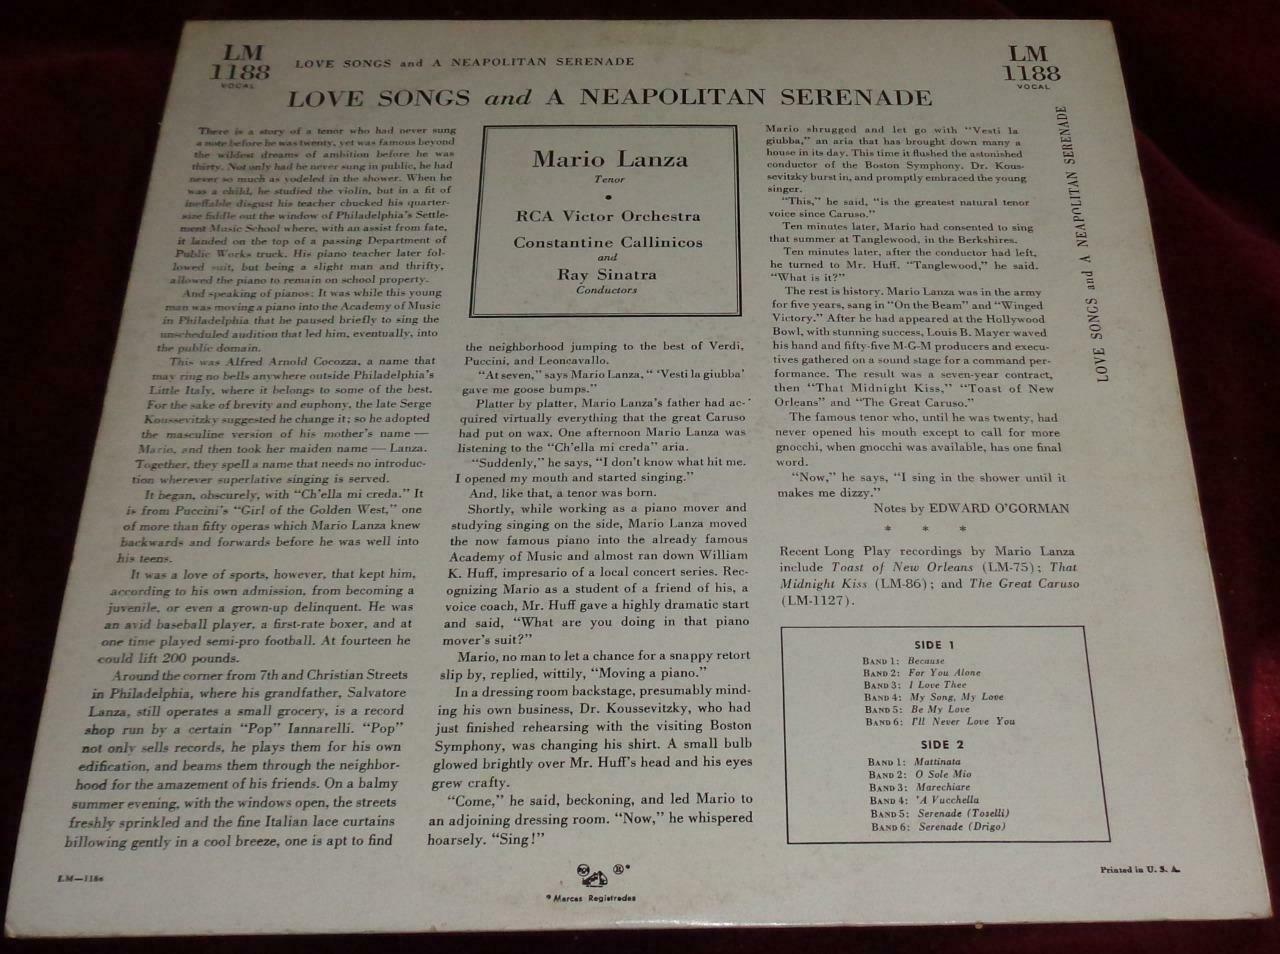 LM
1188
VOCAL
LOVE SONGS and A NEAPOLITAN SERENADE
LM
1188
VOCAL
LOVE SONGS and A NEAPOLITAN SERENADE
There is a story of a tenor who had never sung
a note before he was twenty, yet was famous beyond
the wildest dreams of ambition before he was
thirty. Not only had he never sung in public, he had
never so much as yodeled in the shower. When he
was a child, he studied the violin, but in a fit of
ineffable disgust his teacher chucked his quarter-
size fiddle out the window of Philadelphia's Settle-
ment Music School where, with an assist from fate,
it landed on the top of a passing Department of
Public Works truck. His piano teacher later fol-
lowed suit, but being a slight man and thrifty,
allowed the piano to remain on school property.
And speaking of pianos: It was while this young
man was moving a piano into the Academy of Music
in Philadelphia that he paused briefly to sing the
unscheduled audition that led him, eventually, into
the public domain.
This was Alfred Arnold Cocozza, a name that
may ring no bells anywhere outside Philadelphia's
Little Italy, where it belongs to some of the best.
For the sake of brevity and euphony, the late Serge
Koussevitzky suggested he change it; so he adopted
the masculine version of his mother's name —
Mario, and then took her maiden name — Lanza.
Together, they spell a name that needs no introduc-
tion wherever superlative singing is served.
It began, obscurely, with "Ch'ella mi creda." It
is from Puccini's "Girl of the Golden West," one
of more than fifty operas which Mario Lanza knew
backwards and forwards before he was well into
his teens.
It was a love of sports, however, that kept him,
according to his own admission, from becoming a
juvenile, or even a grown-up delinquent. He was
an avid baseball player, a first-rate boxer, and at
one time played semi-pro football. At fourteen he
could lift 200 pounds.
Around the corner from 7th and Christian Streets
in Philadelphia, where his grandfather, Salvatore
Lanza, still operates a small grocery, is a record
shop run by a certain "Pop" Iannarelli. "Pop"
not only sells records, he plays them for his own
edification, and beams them through the neighbor-
hood for the amazement of his friends. On a balmy
summer evening, with the windows open, the streets
freshly sprinkled and the fine Italian lace curtains
billowing gently in a cool breeze, one is apt to find
Mario Lanza
Tenor
•
RCA Victor Orchestra
Constantine Callinicos
and
Ray Sinatra
Conductors
the neighborhood jumping to the best of Verdi,
Puccini, and Leoncavallo.
"At seven," says Mario Lanza, " 'Vesti la giubba'
gave me goose bumps."
Platter by platter, Mario Lanza's father had ac-
quired virtually everything that the great Caruso
had put on wax. One afternoon Mario Lanza was
listening to the "Ch'ella mi creda" aria.
"Suddenly," he says, "I don't know what hit me.
I opened my mouth and started singing."
And, like that, a tenor was born.
Shortly, while working as a piano mover and
studying singing on the side, Mario Lanza moved
the now famous piano into the already famous
Academy of Music and almost ran down William
K. Huff, impresario of a local concert series. Rec-
ognizing Mario as the student of a friend of his, a
voice coach, Mr. Huff gave a highly dramatic start
and said, "What are you doing in that piano
mover's suit?"
Mario, no man to let a chance for a snappy retort
slip by, replied, wittily, "Moving a piano."
In a dressing room backstage, presumably mind-
ing his own business, Dr. Koussevitzky, who had
just finished rehearsing with the visiting Boston
Symphony, was changing his shirt. A small bulb
glowed brightly over Mr. Huff's head and his eyes
grew crafty.
"Come," he said, beckoning, and led Mario to
an adjoining dressing room. "Now," he whispered
hoarsely. "Sing!"
Mario shrugged and let go with "Vesti la
giubba," an aria that has brought down many a
house in its day. This time it flushed the astonished
conductor of the Boston Symphony. Dr. Kous-
sevitzky burst in, and promptly embraced the young
singer.
"This," he said, "is the greatest natural tenor
voice since Caruso."
Ten minutes later, Mario had consented to sing
that summer at Tanglewood, in the Berkshires.
Ten minutes later, after the conductor had left,
he turned to Mr. Huff. "Tanglewood," he said.
"What is it?"
The rest is history. Mario Lanza was in the army
for five years, sang in "On the Beam" and "Winged
Victory." After he had appeared at the Hollywood
Bowl, with stunning success, Louis B. Mayer waved
his hand and fifty-five M-G-M producers and execu-
tives gathered on a sound stage for a command per-
formance. The result was a seven-year contract,
then "That Midnight Kiss," "Toast of New
Orleans" and "The Great Caruso."
The famous tenor who, until he was twenty, had
never opened his mouth except to call for more
gnocchi, when gnocchi was available, has one final
word.
"Now," he says, "I sing in the shower until it
makes me dizzy."
Notes by EDWARD O'GORMAN
* * *
Recent Long Play recordings by Mario Lanza
include Toast of New Orleans (LM-75); That
Midnight Kiss (LM-86); and The Great Caruso
(LM-1127).
SIDE 1
BAND 1: Because
BAND 2: For You Alone
BAND 3: I Love Thee
BAND 4: My Song, My Love
BAND 5: Be My Love
BAND 6: I'll Never Love You
SIDE 2
BAND 1: Mattinata
BAND 2: O Sole Mio
BAND 3: Marechiare
BAND 4: 'A Vucchella
BAND 5: Serenade (Toselli)
BAND 6: Serenade (Drigo)
LOVE SONGS and A NEAPOLITAN SERENADE
LM—1188
RCA ®*
* Marcas Registradas
Printed in U. S. A.